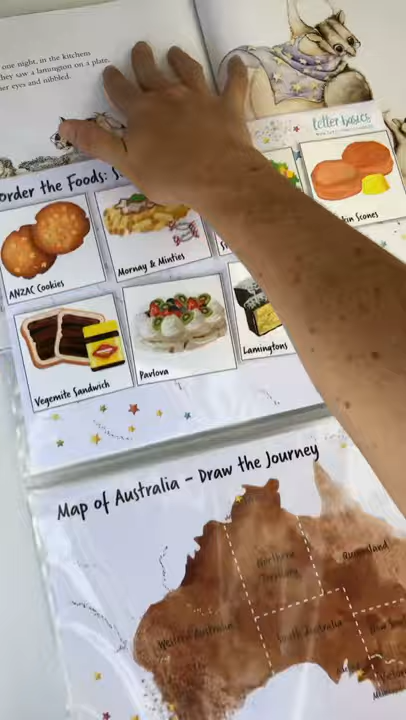 one night, in the kitchens
they saw a lamington on a plate.
eyes and nibbled.
letter basics
order the Foods:
Scones
ANZAC Cookies
Mornay & Minties
Vegemite Sandwich
Pavlova
Lamingtons
Map of Australia - Draw the Journey
Northern
Territory
Queensland
Western Australia
South Australia